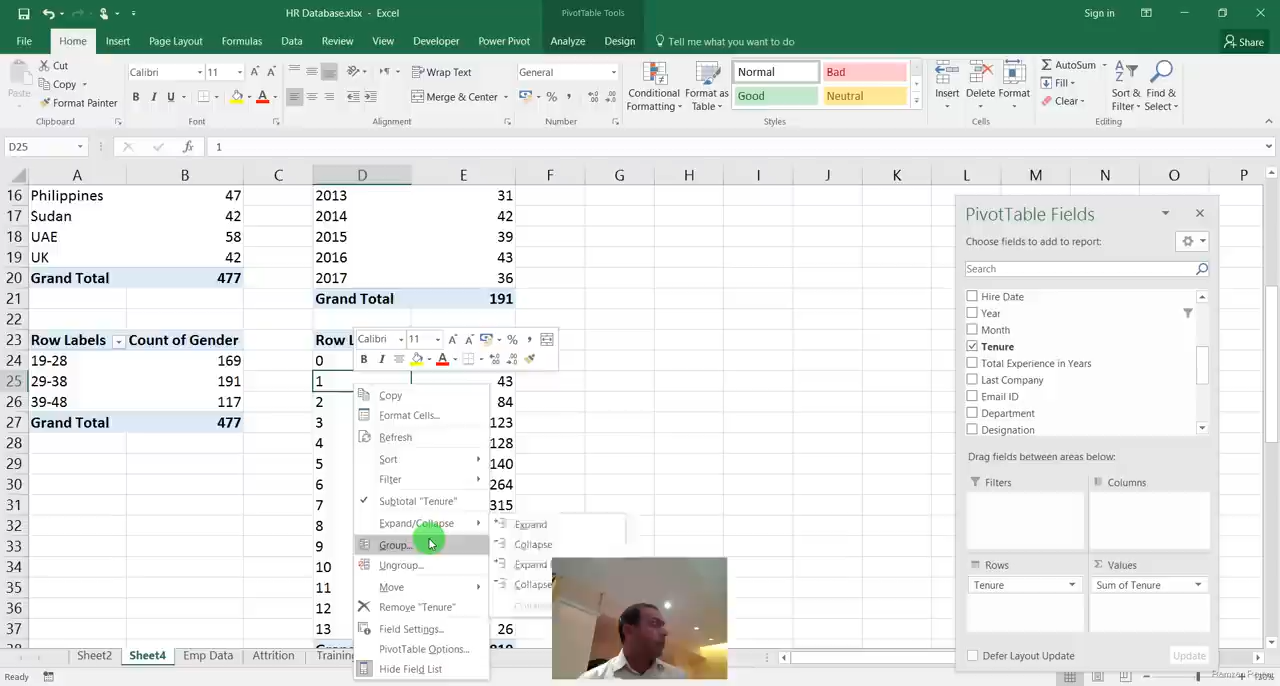 HR Database.xlsx - Excel
PivotTable Tools
Sign in
File Home Insert Page Layout Formulas Data Review View Developer Power Pivot Analyze Design Tell me what you want to do Share
Paste
Cut
Copy
Format Painter
Clipboard
Calibri 11
B I U
Font
Wrap Text
Merge & Center
Alignment
General
Number
Conditional Formatting
Format as Table
Normal Bad
Good Neutral
Styles
Insert Delete Format
Cells
AutoSum
Fill
Clear
Sort & Filter
Find & Select
Editing
D25 fx 1
A B C D E F G H I J K L M N O P
16 Philippines 47 2013 31
17 Sudan 42 2014 42
18 UAE 58 2015 39
19 UK 42 2016 43
20 Grand Total 477 2017 36
21 Grand Total 191
22
23 Row Labels Count of Gender Row L
24 19-28 169 0
25 29-38 191 1 43
26 39-48 117 2 84
27 Grand Total 477 3 123
28 4 128
29 5 140
30 6 264
31 7 315
32 8
33 9
34 10
35 11
36 12
37 13 26
Calibri 11
B I
Copy
Format Cells...
Refresh
Sort
Filter
Subtotal "Tenure"
Expand/Collapse
Group...
Ungroup...
Move
Remove "Tenure"
Field Settings...
PivotTable Options...
Hide Field List
Expand
Collapse
Expand
Collapse
PivotTable Fields
Choose fields to add to report:
Search
Hire Date
Year
Month
Tenure
Total Experience in Years
Last Company
Email ID
Department
Designation
Drag fields between areas below:
Filters Columns
Rows Values
Tenure Sum of Tenure
Defer Layout Update Update
Sheet2 Sheet4 Emp Data Attrition Training
Ready